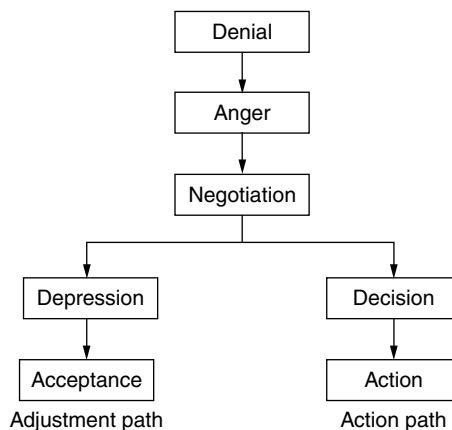 Denial
Anger
Negotiation
Depression
Decision
Acceptance
Action
Adjustment path
Action path